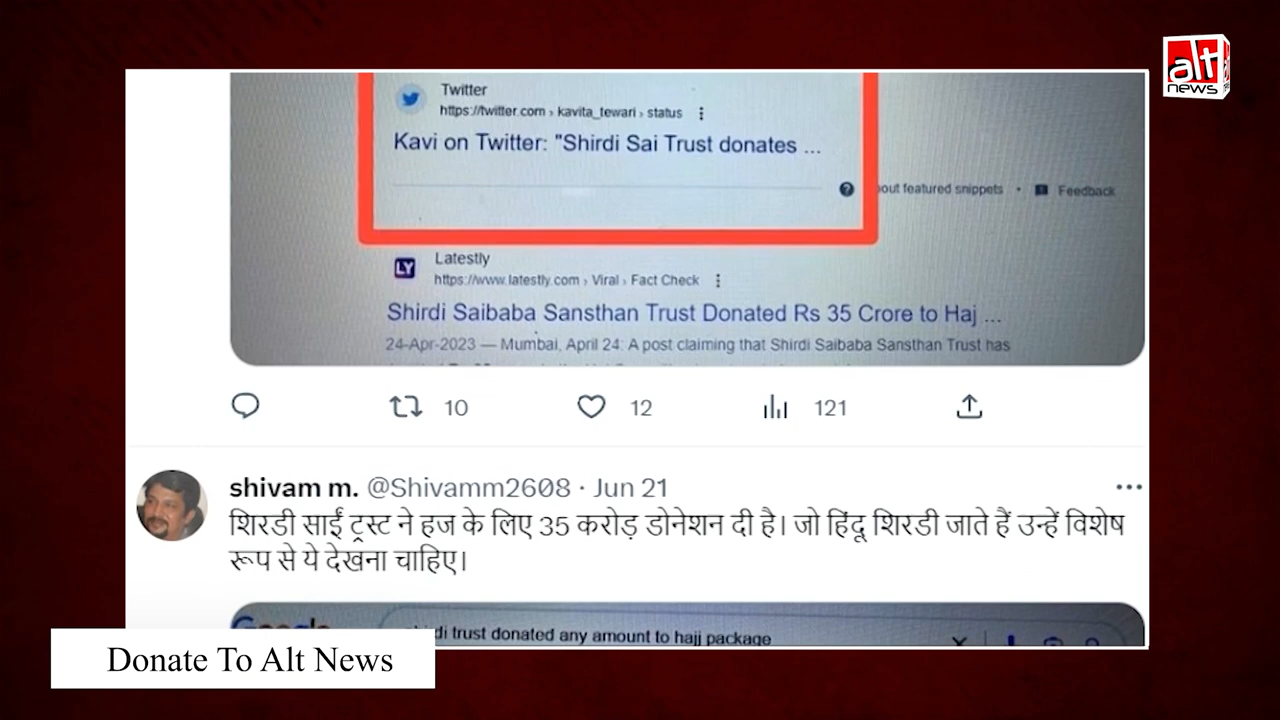 alt
news
Twitter
https://twitter.com › kavita_tewari › status
Kavi on Twitter: "Shirdi Sai Trust donates ...
out featured snippets • Feedback
LY
Latestly
https://www.latestly.com › Viral › Fact Check
Shirdi Saibaba Sansthan Trust Donated Rs 35 Crore to Haj ...
24-Apr-2023 — Mumbai, April 24: A post claiming that Shirdi Saibaba Sansthan Trust has
10 12 121
shivam m. @Shivamm2608 · Jun 21
शिरडी साईं ट्रस्ट ने हज के लिए 35 करोड़ डोनेशन दी है। जो हिंदू शिरडी जाते हैं उन्हें विशेष
रूप से ये देखना चाहिए।
Google
di trust donated any amount to hajj package
Donate To Alt News